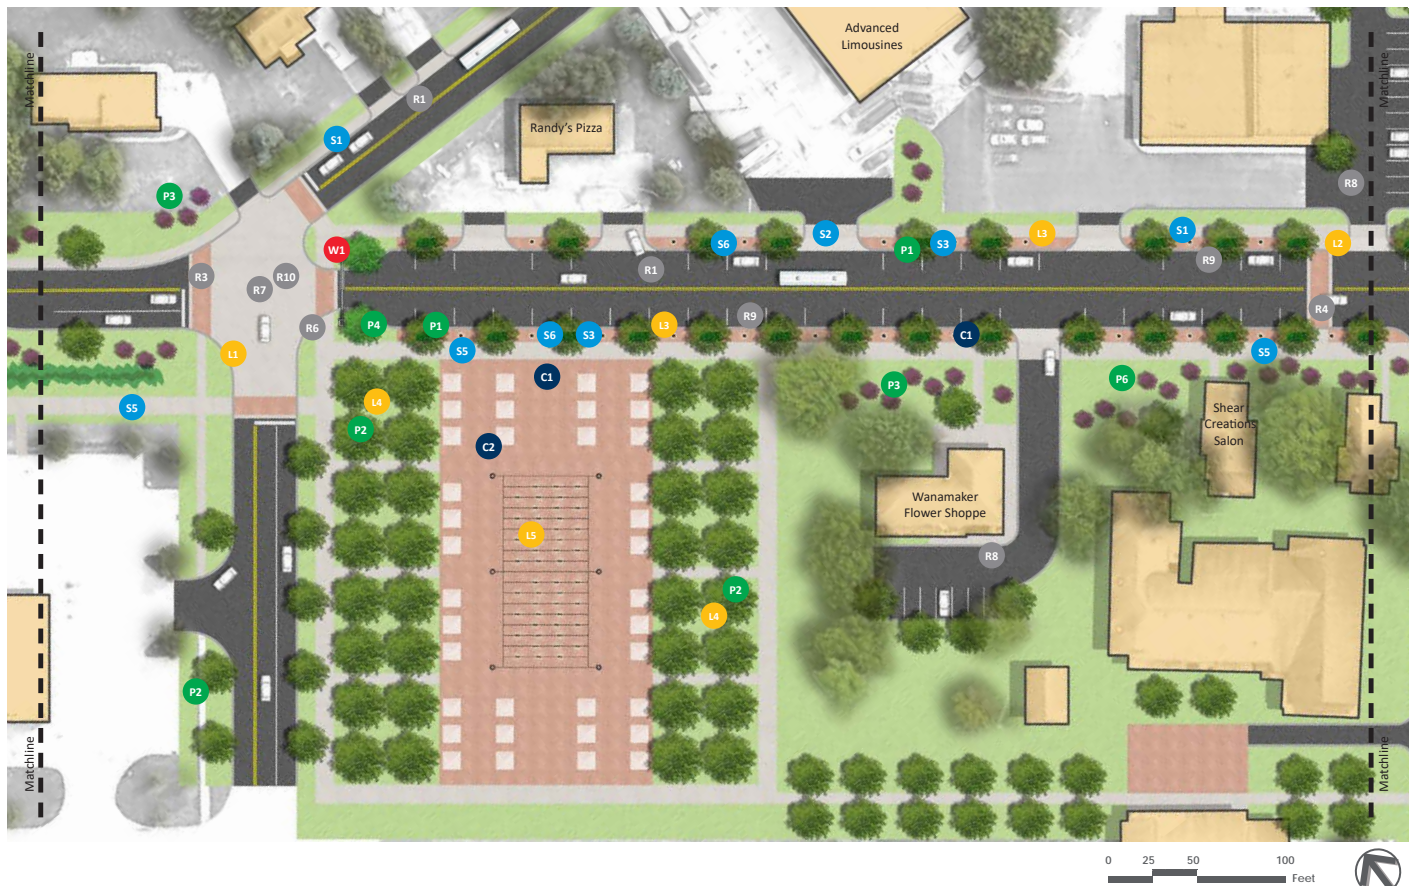 Matchline
Matchline
Advanced
Limousines
R1
Randy's Pizza
S1
R8
P3
W1
S6
S2
P1
S3
L3
S1
L2
R3
R10
R7
R1
R9
R6
P4
P1
S6
S3
L3
R9
C1
R4
L1
S5
S5
C1
P3
P6
S5
L4
P2
Shear
Creations
Salon
C2
Wanamaker
Flower Shoppe
L5
R8
P2
L4
P2
Matchline
Matchline
0 25 50 100
Feet